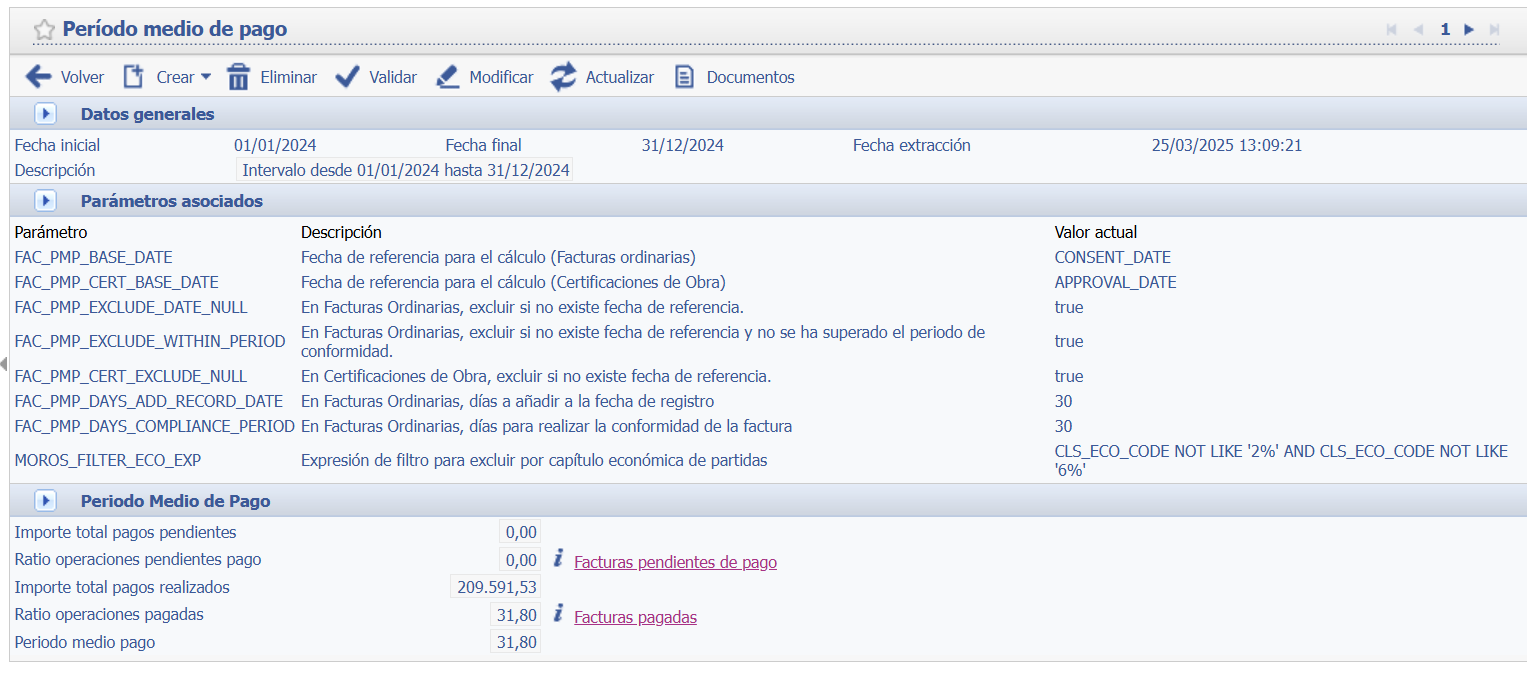 Período medio de pago 1
Volver Crear Eliminar Validar Modificar Actualizar Documentos
Datos generales
Fecha inicial 01/01/2024 Fecha final 31/12/2024 Fecha extracción 25/03/2025 13:09:21
Descripción Intervalo desde 01/01/2024 hasta 31/12/2024
Parámetros asociados
Parámetro Descripción Valor actual
FAC_PMP_BASE_DATE Fecha de referencia para el cálculo (Facturas ordinarias) CONSENT_DATE
FAC_PMP_CERT_BASE_DATE Fecha de referencia para el cálculo (Certificaciones de Obra) APPROVAL_DATE
FAC_PMP_EXCLUDE_DATE_NULL En Facturas Ordinarias, excluir si no existe fecha de referencia. true
FAC_PMP_EXCLUDE_WITHIN_PERIOD En Facturas Ordinarias, excluir si no existe fecha de referencia y no se ha superado el periodo de
conformidad. true
FAC_PMP_CERT_EXCLUDE_NULL En Certificaciones de Obra, excluir si no existe fecha de referencia. true
FAC_PMP_DAYS_ADD_RECORD_DATE En Facturas Ordinarias, días a añadir a la fecha de registro 30
FAC_PMP_DAYS_COMPLIANCE_PERIOD En Facturas Ordinarias, días para realizar la conformidad de la factura 30
MOROS_FILTER_ECO_EXP Expresión de filtro para excluir por capítulo económica de partidas CLS_ECO_CODE NOT LIKE '2%' AND CLS_ECO_CODE NOT LIKE
'6%'
Periodo Medio de Pago
Importe total pagos pendientes 0,00
Ratio operaciones pendientes pago 0,00 i Facturas pendientes de pago
Importe total pagos realizados 209.591,53
Ratio operaciones pagadas 31,80 i Facturas pagadas
Periodo medio pago 31,80